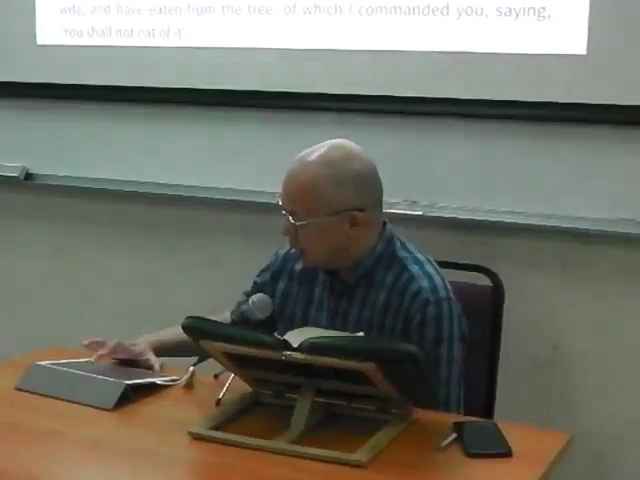 wife, and have eaten from the tree of which I commanded you, saying,
'You shall not eat of it'